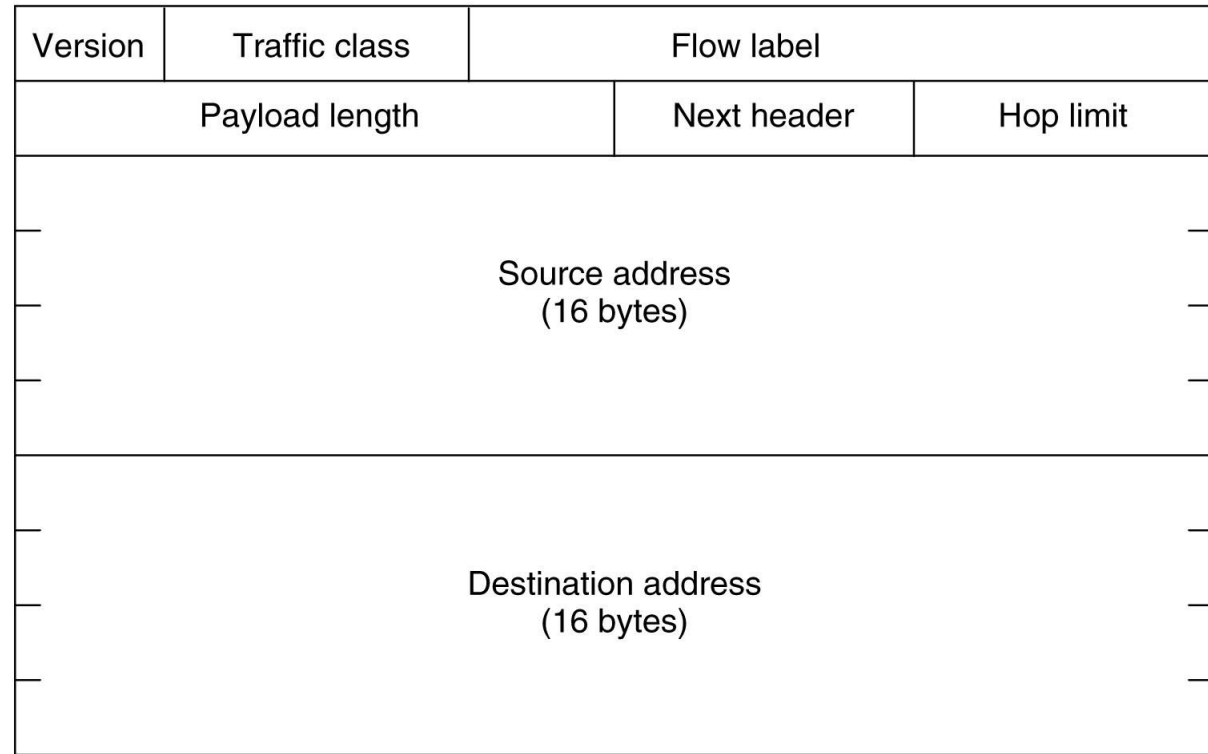 Version Traffic class Flow label
Payload length Next header Hop limit
Source address
(16 bytes)
Destination address
(16 bytes)